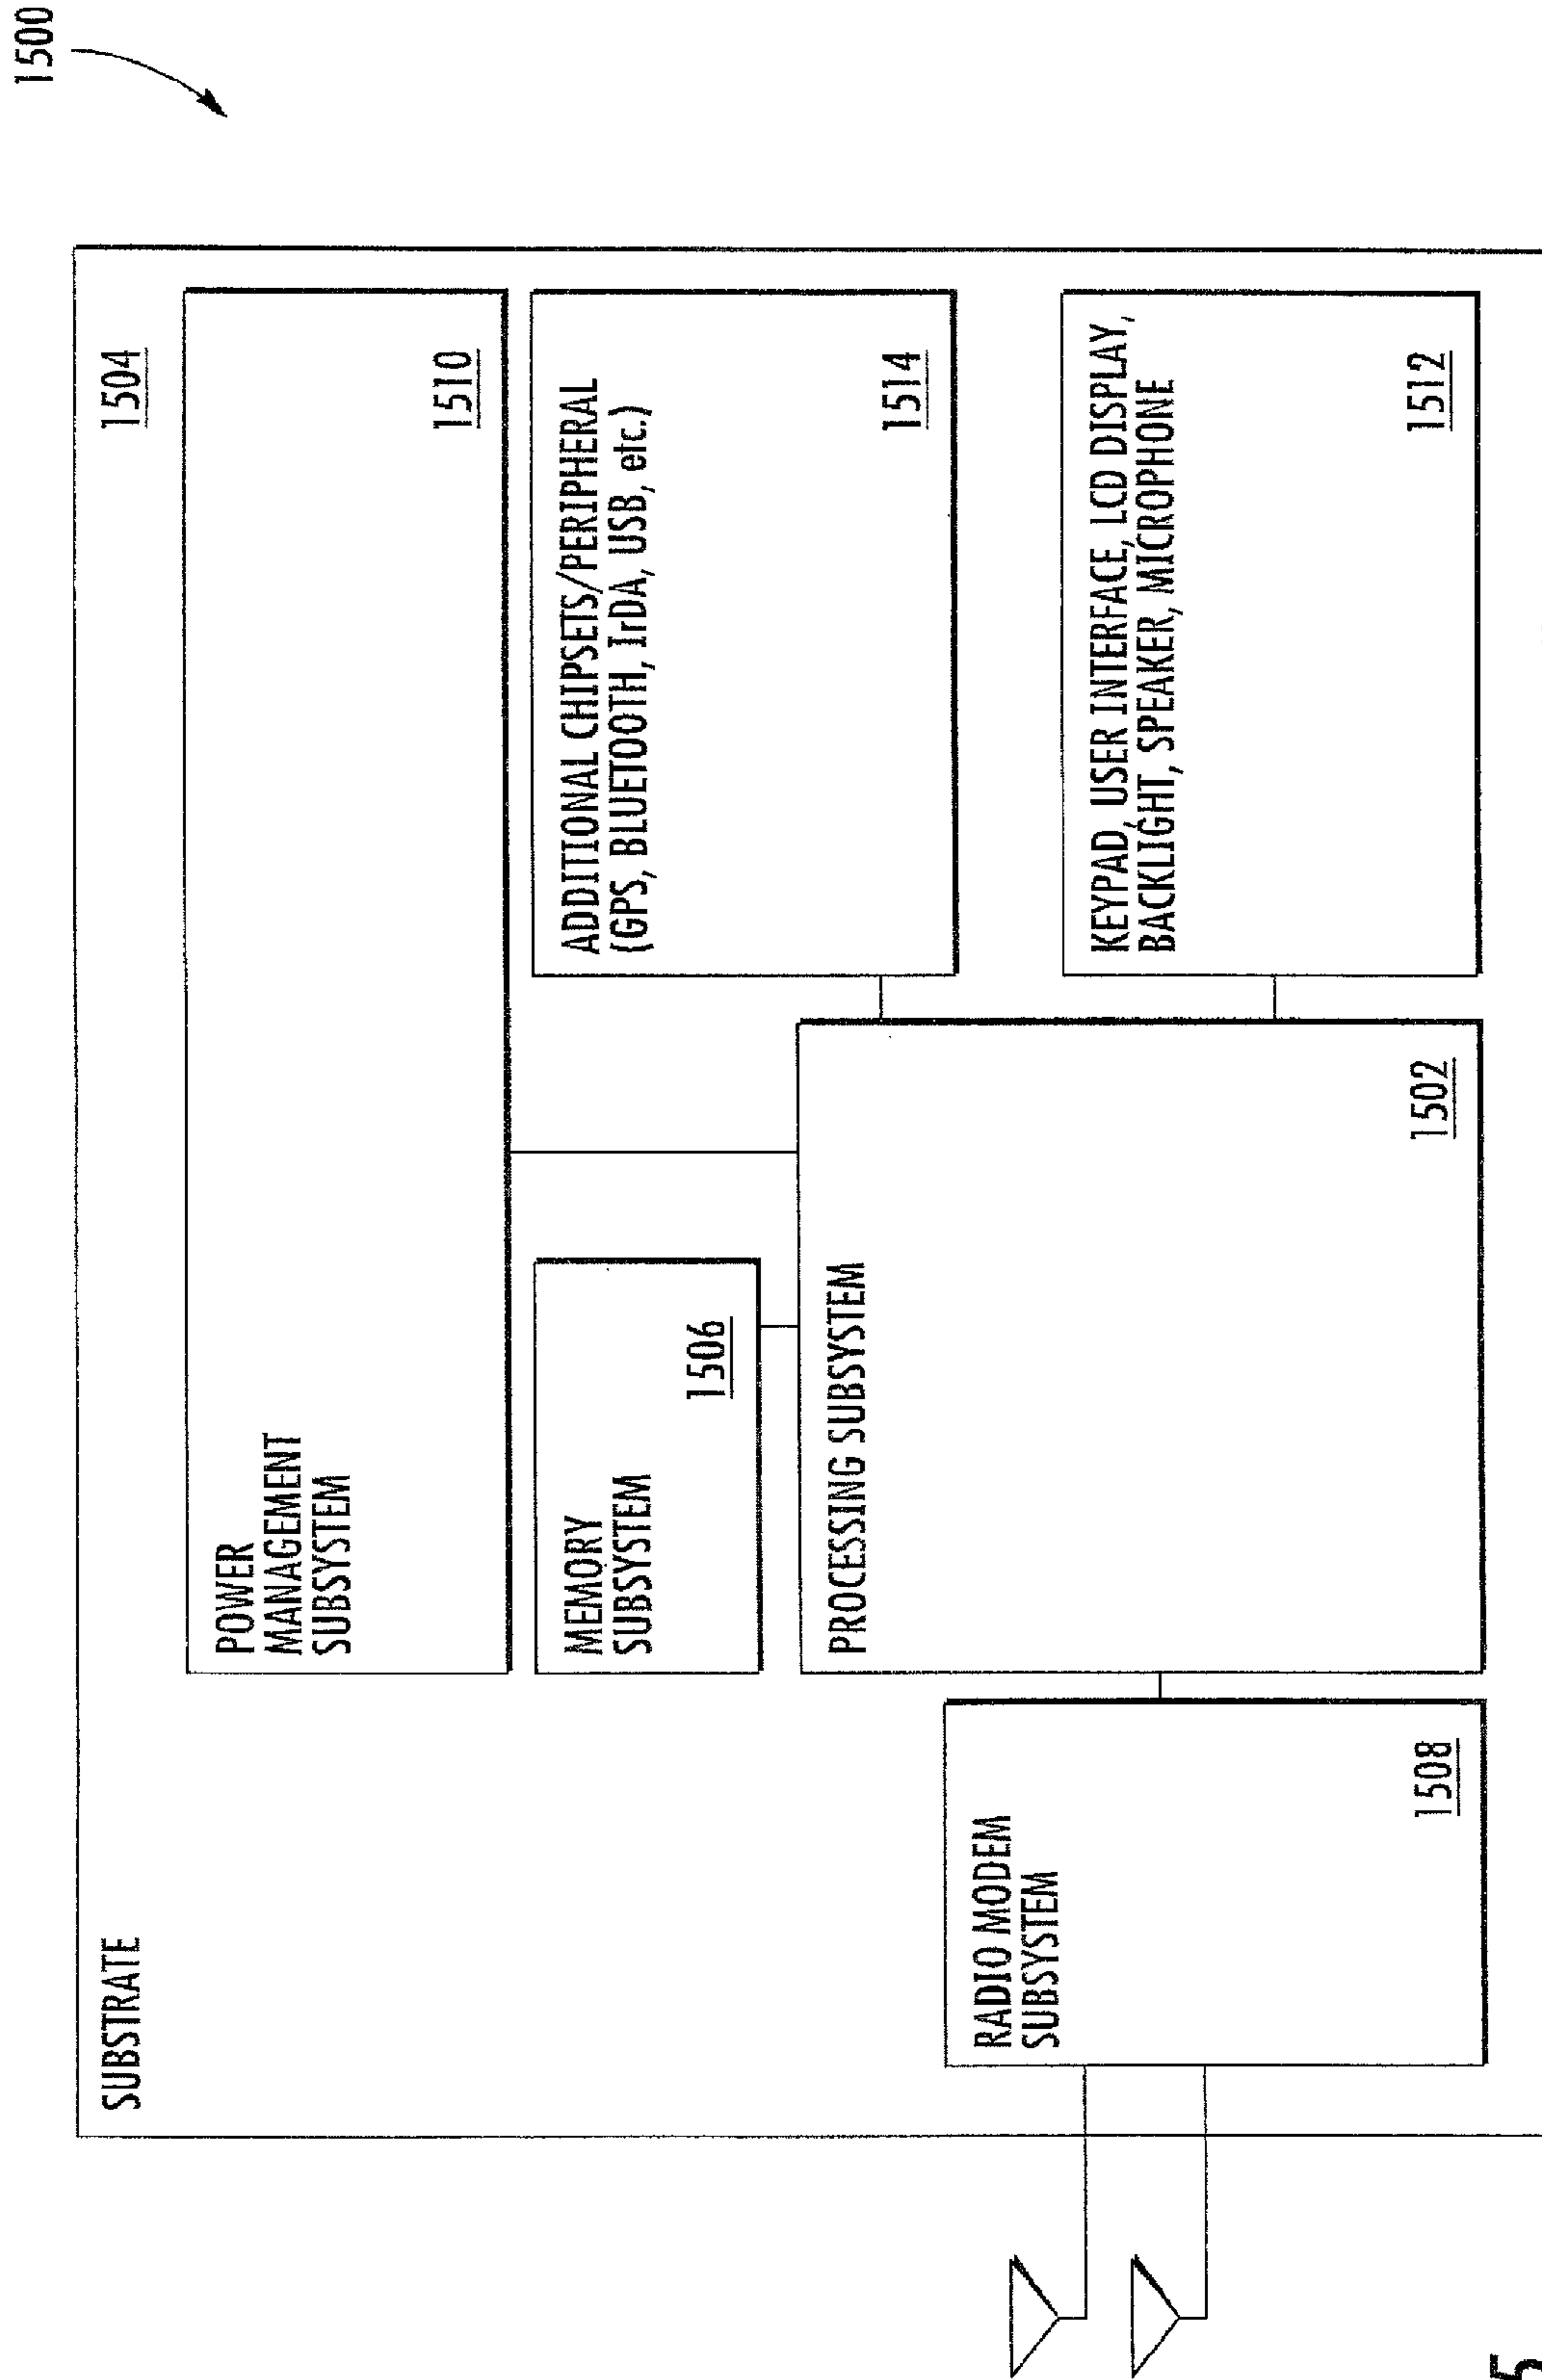 1500
SUBSTRATE
1504
POWER
MANAGEMENT
SUBSYSTEM
1510
MEMORY
SUBSYSTEM
1506
ADDITIONAL CHIPSETS/PERIPHERAL
(GPS, BLUETOOTH, IrDA, USB, etc.)
1514
PROCESSING SUBSYSTEM
1502
KEYPAD, USER INTERFACE, LCD DISPLAY,
BACKLIGHT, SPEAKER, MICROPHONE
1512
RADIO MODEM
SUBSYSTEM
1508
5